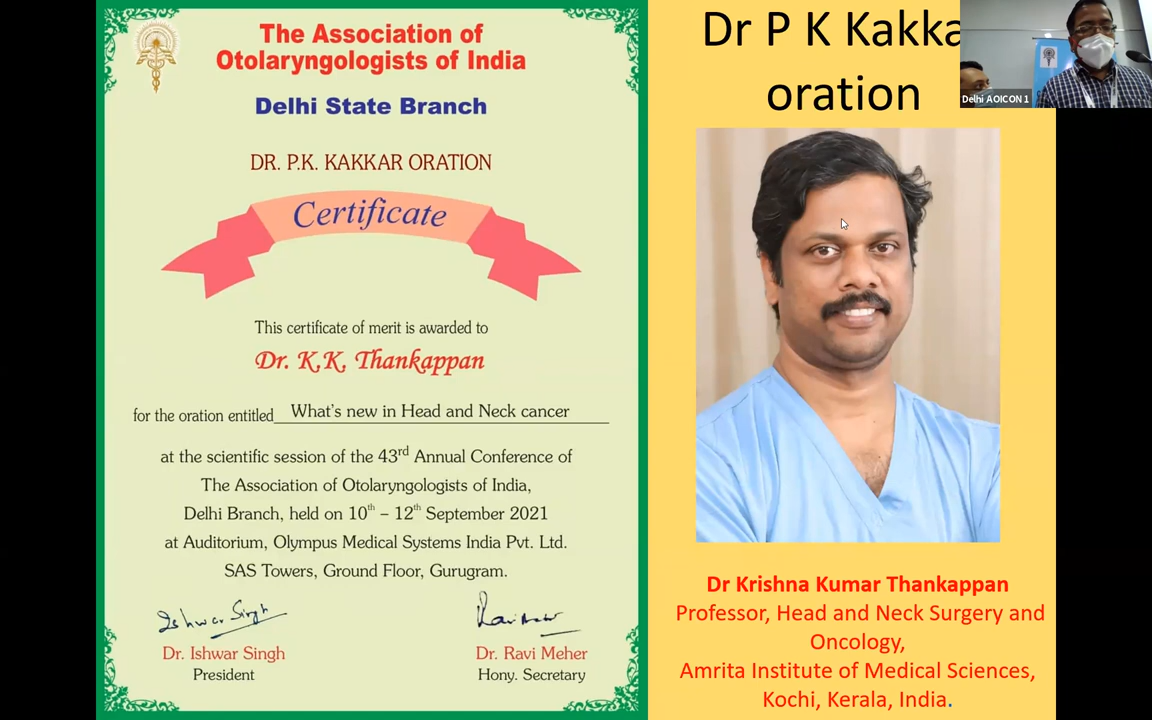 The Association of
Otolaryngologists of India
Delhi State Branch
DR. P.K. KAKKAR ORATION
Certificate
This certificate of merit is awarded to
Dr. K.K. Thankappan
for the oration entitled What's new in Head and Neck cancer
at the scientific session of the 43rd Annual Conference of
The Association of Otolaryngologists of India,
Delhi Branch, held on 10th – 12th September 2021
at Auditorium, Olympus Medical Systems India Pvt. Ltd.
SAS Towers, Ground Floor, Gurugram.
Ishwar Singh
Dr. Ishwar Singh
President
Dr. Ravi Meher
Hony. Secretary
Dr P K Kakka
oration
Delhi AOICON 1
Dr Krishna Kumar Thankappan
Professor, Head and Neck Surgery and
Oncology,
Amrita Institute of Medical Sciences,
Kochi, Kerala, India.